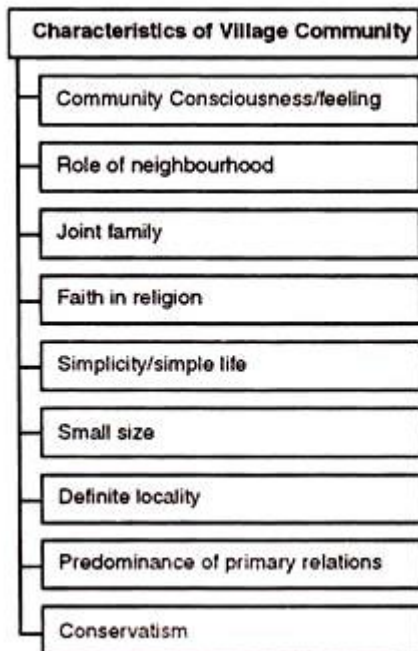 Characteristics of Village Community
Community Consciousness/feeling
Role of neighbourhood
Joint family
Faith in religion
Simplicity/simple life
Small size
Definite locality
Predominance of primary relations
Conservatism